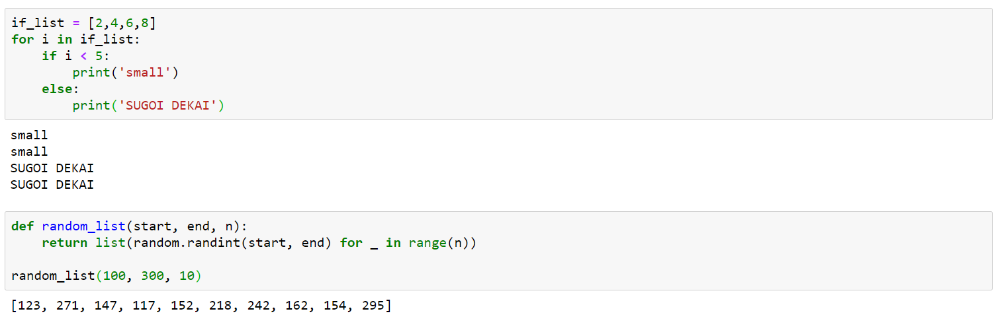 if_list = [2,4,6,8]
for i in if_list:
    if i < 5:
        print('small')
    else:
        print('SUGOI DEKAI')
small
small
SUGOI DEKAI
SUGOI DEKAI
def random_list(start, end, n):
    return list(random.randint(start, end) for _ in range(n))
random_list(100, 300, 10)
[123, 271, 147, 117, 152, 218, 242, 162, 154, 295]